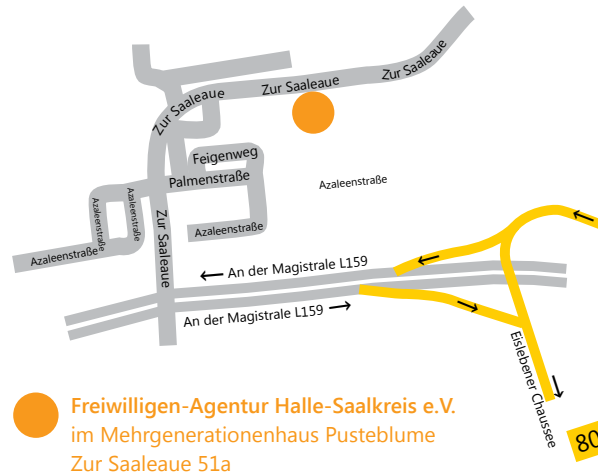 Zur Saaleaue
Zur Saaleaue
Zur Saaleaue
Feigenweg
Palmenstraße
Azaleenstraße
Azaleenstraße
Azaleenstraße
Azaleenstraße
Azaleenstraße
Zur Saaleaue
An der Magistrale L159
An der Magistrale L159
Eislebener Chaussee
80
Freiwilligen-Agentur Halle-Saalkreis e.V.
im Mehrgenerationenhaus Pusteblume
Zur Saaleaue 51a